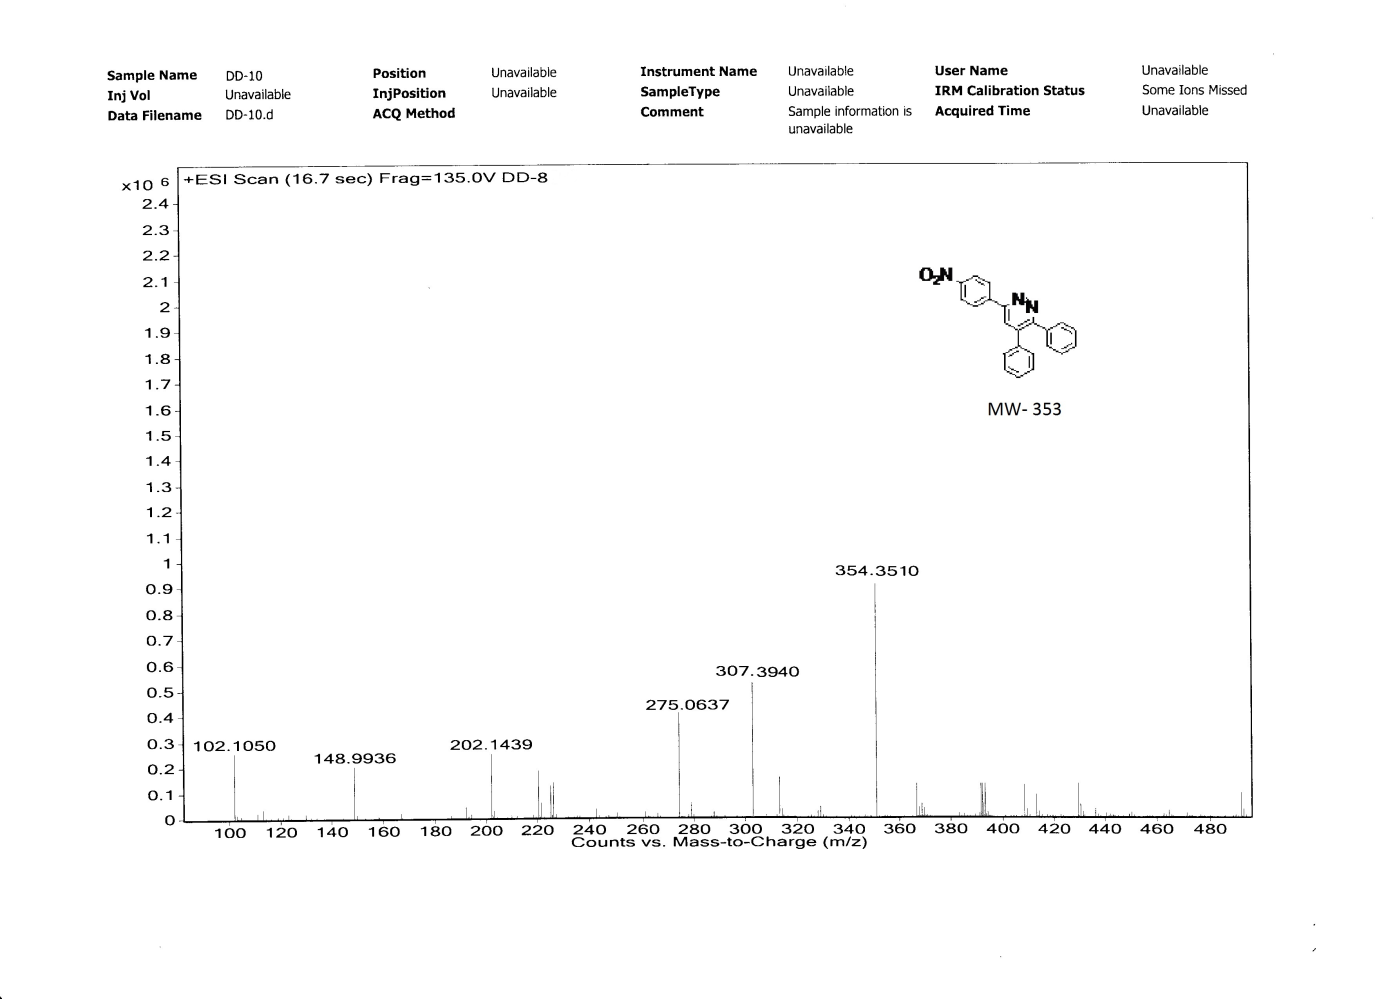 Sample Name DD-10 Position Unavailable Instrument Name Unavailable User Name Unavailable
Inj Vol Unavailable InjPosition Unavailable SampleType Unavailable IRM Calibration Status Some Ions Missed
Data Filename DD-10.d ACQ Method Comment Sample information is Acquired Time Unavailable
unavailable
x10 6
+ESI Scan (16.7 sec) Frag=135.0V DD-8
2.4
2.3
2.2
2.1
2
1.9
1.8
1.7
1.6
1.5
1.4
1.3
1.2
1.1
1
0.9
0.8
0.7
0.6
0.5
0.4
0.3
0.2
0.1
0
O2N
N
N
MW- 353
354.3510
307.3940
275.0637
202.1439
102.1050
148.9936
100 120 140 160 180 200 220 240 260 280 300 320 340 360 380 400 420 440 460 480
Counts vs. Mass-to-Charge (m/z)